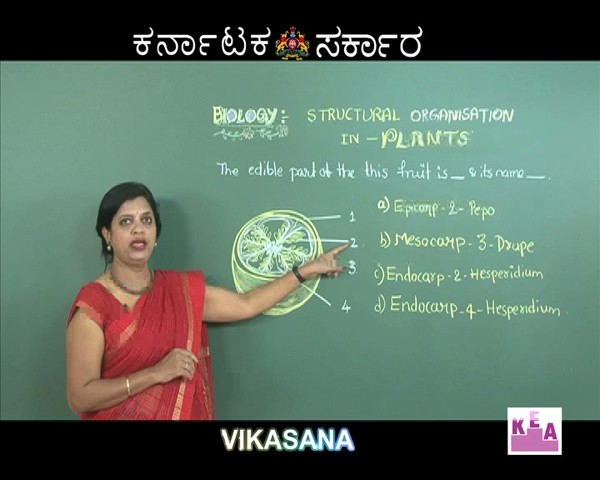 ಕರ್ನಾಟಕ ಸರ್ಕಾರ
BIOLOGY:- STRUCTURAL ORGANISATION
IN - PLANTS
The edible part of the this fruit is _ & its name _.
1
2
3
4
a) Epicarp - 2 - Pepo
b) Mesocarp - 3 - Drupe
c) Endocarp - 2 - Hesperidium
d) Endocarp - 4 - Hesperidium.
KEA
VIKASANA